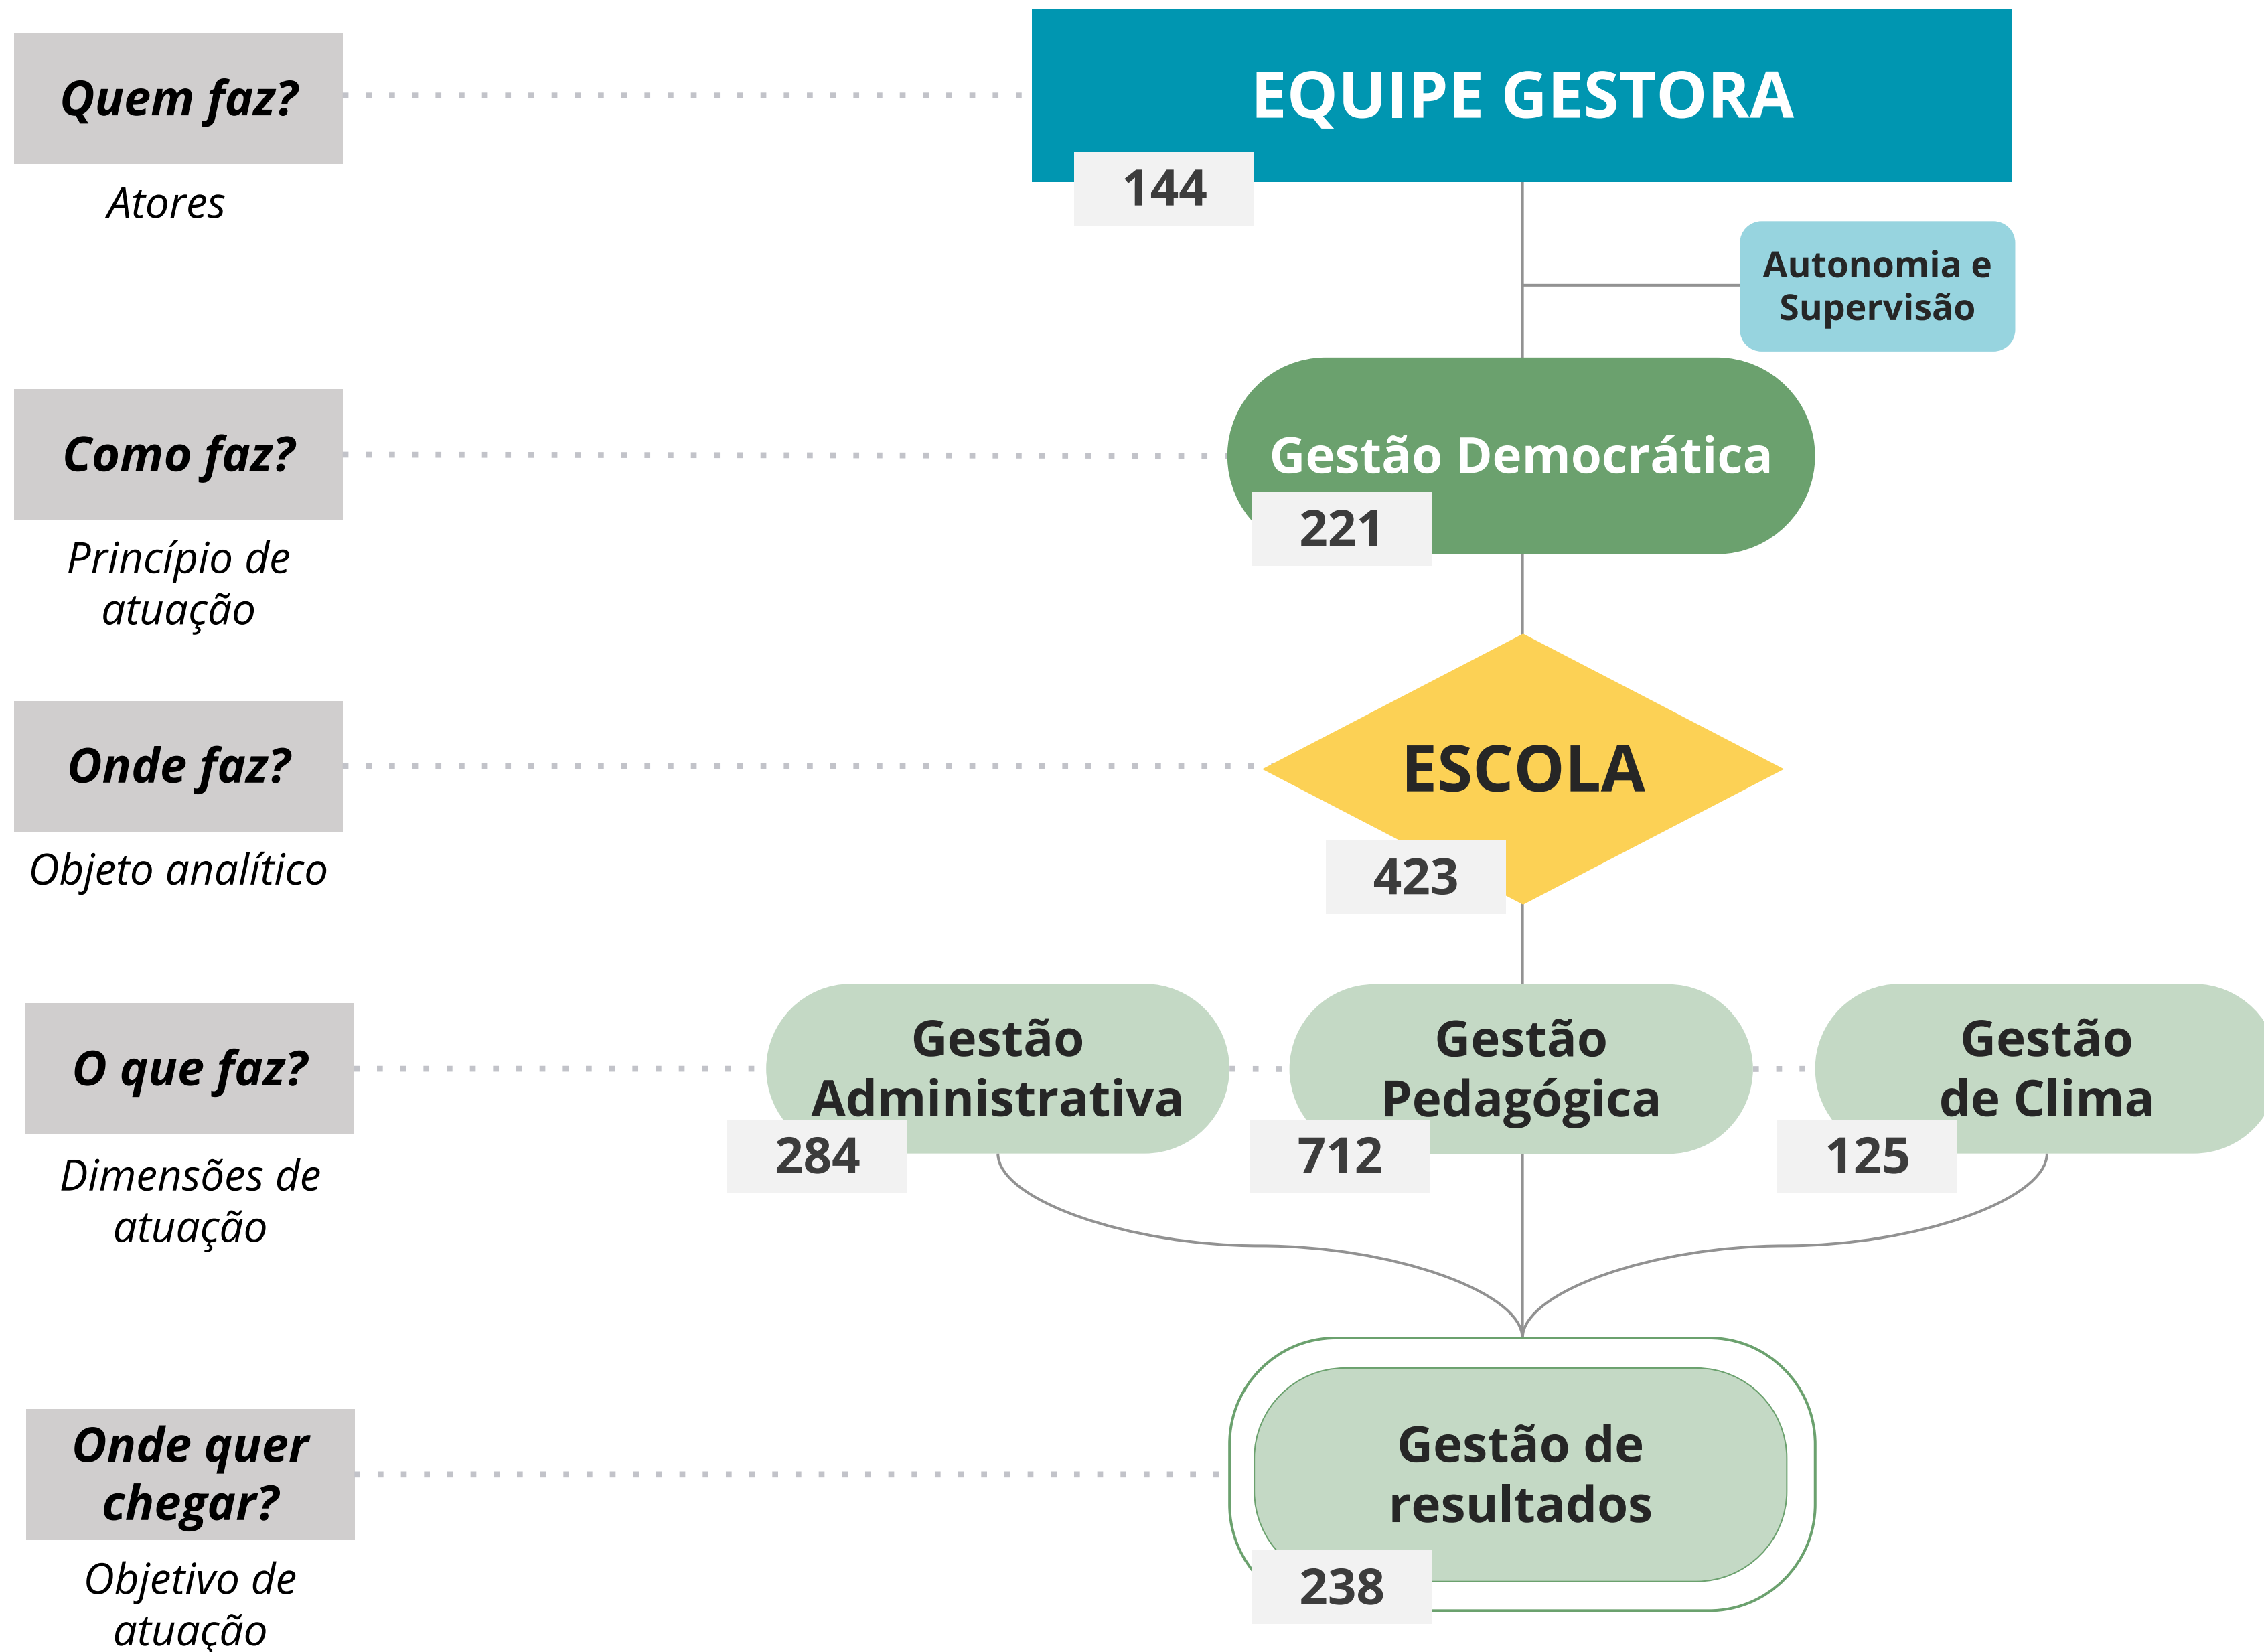 Quem faz?
Atores
EQUIPE GESTORA
144
Autonomia e
Supervisão
Como faz?
Princípio de
atuação
Gestão Democrática
221
Onde faz?
Objeto analítico
ESCOLA
423
O que faz?
Dimensões de
atuação
Gestão
Administrativa
284
Gestão
Pedagógica
712
Gestão
de Clima
125
Onde quer
chegar?
Objetivo de
atuação
Gestão de
resultados
238